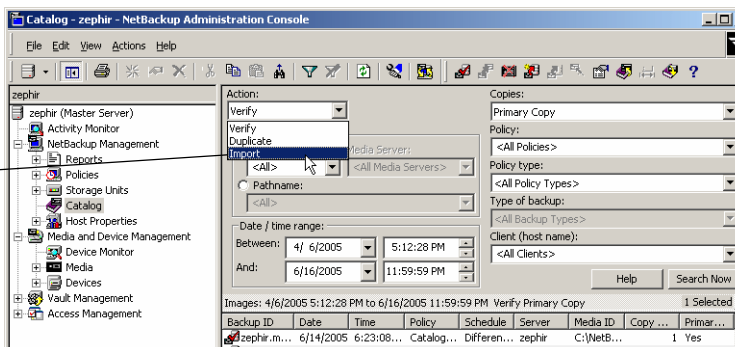 Catalog - zephir - NetBackup Administration Console
File Edit View Actions Help
zephir
zephir (Master Server)
Activity Monitor
NetBackup Management
Reports
Policies
Storage Units
Catalog
Host Properties
Media and Device Management
Device Monitor
Media
Devices
Vault Management
Access Management
Action:
Verify
Verify
Duplicate
Import
Media Server:
<All>
<All Media Servers>
Pathname:
<All>
Date / time range:
Between: 4/ 6/2005 5:12:28 PM
And: 6/16/2005 11:59:59 PM
Copies:
Primary Copy
Policy:
<All Policies>
Policy type:
<All Policy Types>
Type of backup:
<All Backup Types>
Client (host name):
<All Clients>
Help Search Now
Images: 4/6/2005 5:12:28 PM to 6/16/2005 11:59:59 PM Verify Primary Copy 1 Selected
Backup ID Date Time Policy Schedule Server Media ID Copy ... Primar...
zephir.m... 6/14/2005 6:23:08... Catalog... Differen... zephir C:\NetB... 1 Yes